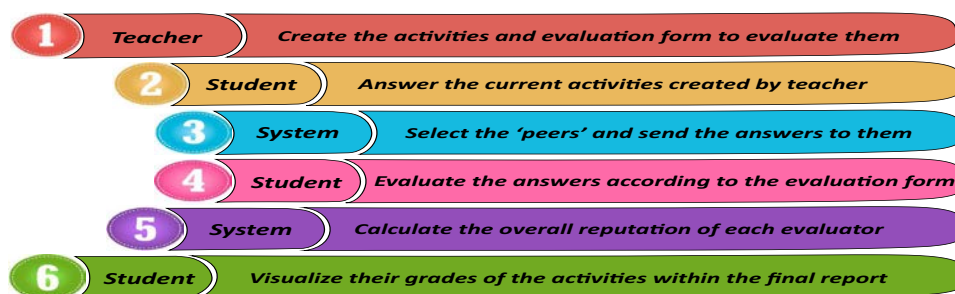 1 Teacher Create the activities and evaluation form to evaluate them
2 Student Answer the current activities created by teacher
3 System Select the ‘peers’ and send the answers to them
4 Student Evaluate the answers according to the evaluation form
5 System Calculate the overall reputation of each evaluator
6 Student Visualize their grades of the activities within the final report